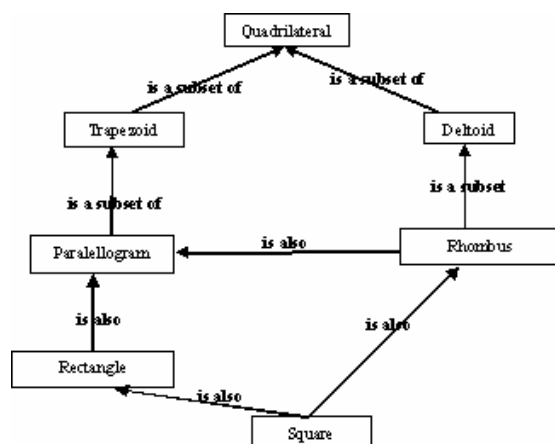 Quadrilateral
is a subset of
is a subset of
Trapezoid
Deltoid
is a subset of
is a subset
is also
Paralellogram
Rhombus
is also
is also
Rectangle
is also
Square